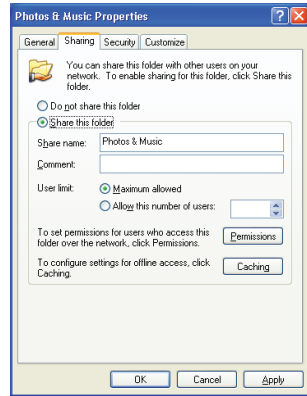 Photos & Music Properties
General Sharing Security Customize
You can share this folder with other users on your
network. To enable sharing for this folder, click Share this
folder.
Do not share this folder
Share this folder
Share name: Photos & Music
Comment:
User limit: Maximum allowed
Allow this number of users:
To set permissions for users who access this
folder over the network, click Permissions.
Permissions
To configure settings for offline access, click
Caching.
Caching
OK Cancel Apply